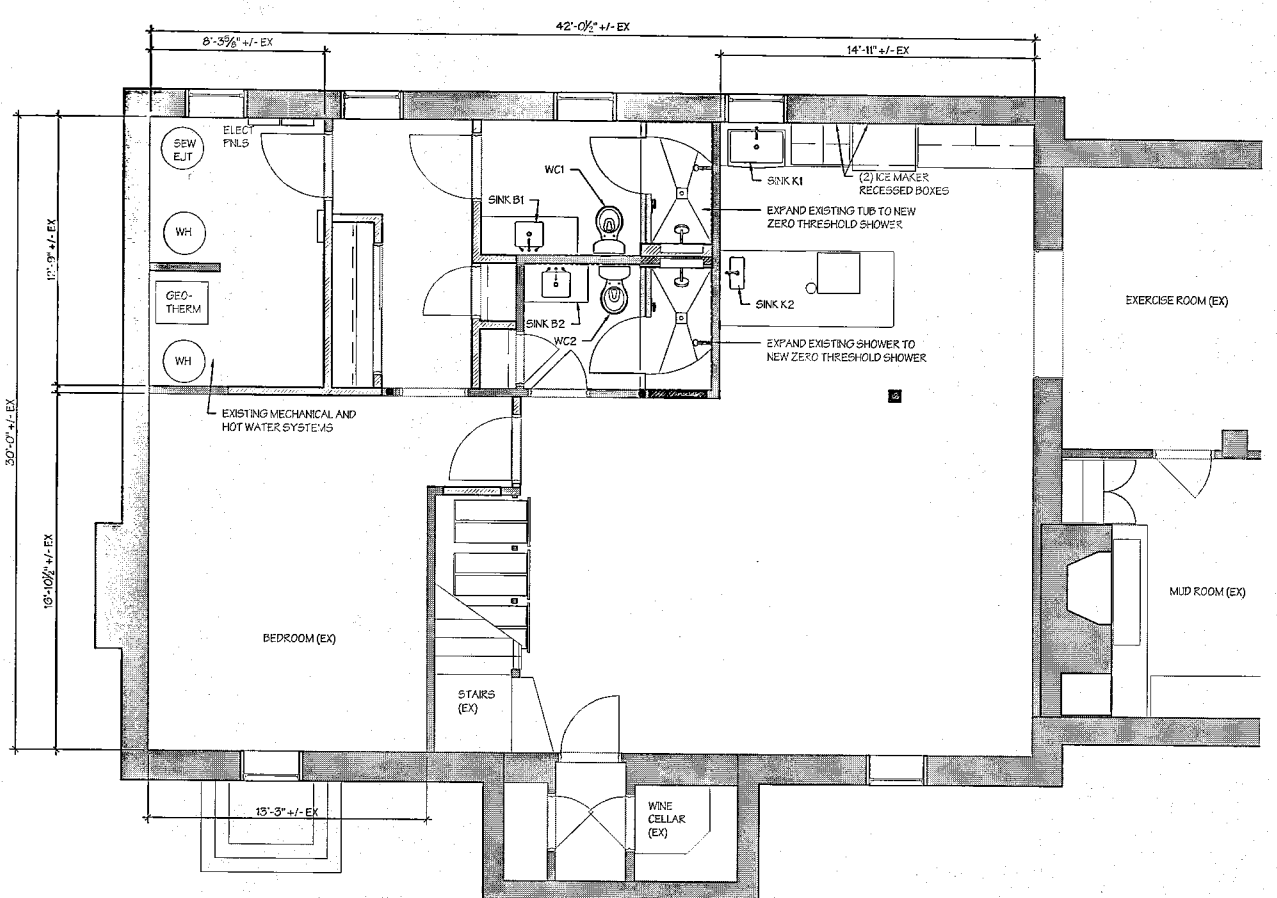 42'-0½" +/- EX
8'-3⅝" +/- EX
14'-11" +/- EX
ELECT
PNLS
SEW
EJT
WC1
SINK K1
(2) ICE MAKER
RECESSED BOXES
SINK B1
EXPAND EXISTING TUB TO NEW
ZERO THRESHOLD SHOWER
WH
12'-9" +/- EX
GEO-
THERM
SINK B2
WC2
SINK K2
EXERCISE ROOM (EX)
EXPAND EXISTING SHOWER TO
NEW ZERO THRESHOLD SHOWER
WH
EXISTING MECHANICAL AND
HOT WATER SYSTEMS
30'-0" +/- EX
16'-10½" +/- EX
MUD ROOM (EX)
BEDROOM (EX)
STAIRS
(EX)
13'-3" +/- EX
WINE
CELLAR
(EX)